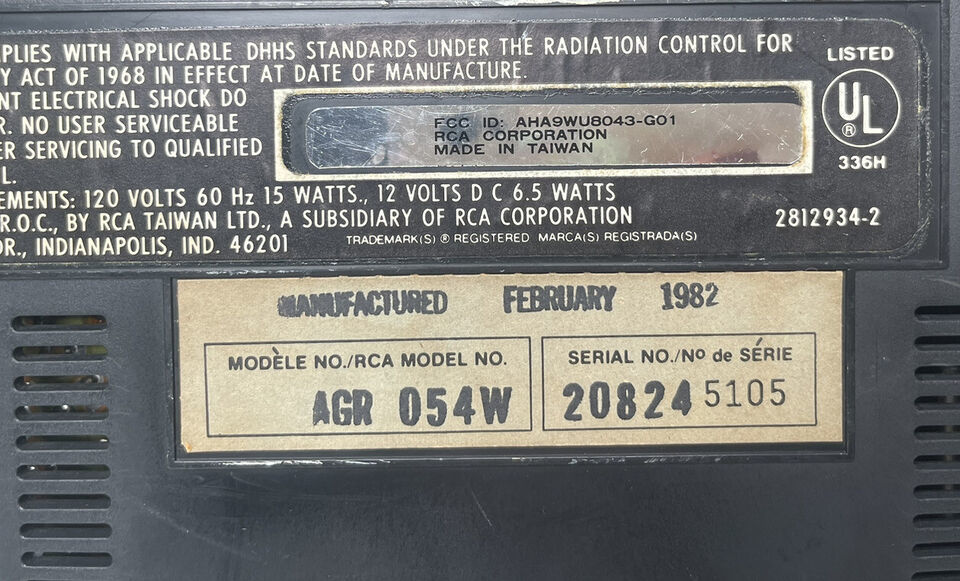 PLIES WITH APPLICABLE DHHS STANDARDS UNDER THE RADIATION CONTROL FOR
Y ACT OF 1968 IN EFFECT AT DATE OF MANUFACTURE.
NT ELECTRICAL SHOCK DO
R. NO USER SERVICEABLE
ER SERVICING TO QUALIFIED
L.
FCC ID: AHA9WU8043-G01
RCA CORPORATION
MADE IN TAIWAN
LISTED
UL ®
336H
EMENTS: 120 VOLTS 60 Hz 15 WATTS., 12 VOLTS D C 6.5 WATTS
R.O.C., BY RCA TAIWAN LTD., A SUBSIDIARY OF RCA CORPORATION
2812934-2
DR., INDIANAPOLIS, IND. 46201
TRADEMARK(S) ® REGISTERED MARCA(S) REGISTRADA(S)
MANUFACTURED FEBRUARY 1982
MODÈLE NO./RCA MODEL NO.
AGR 054W
SERIAL NO./Nº de SÉRIE
20824 5105